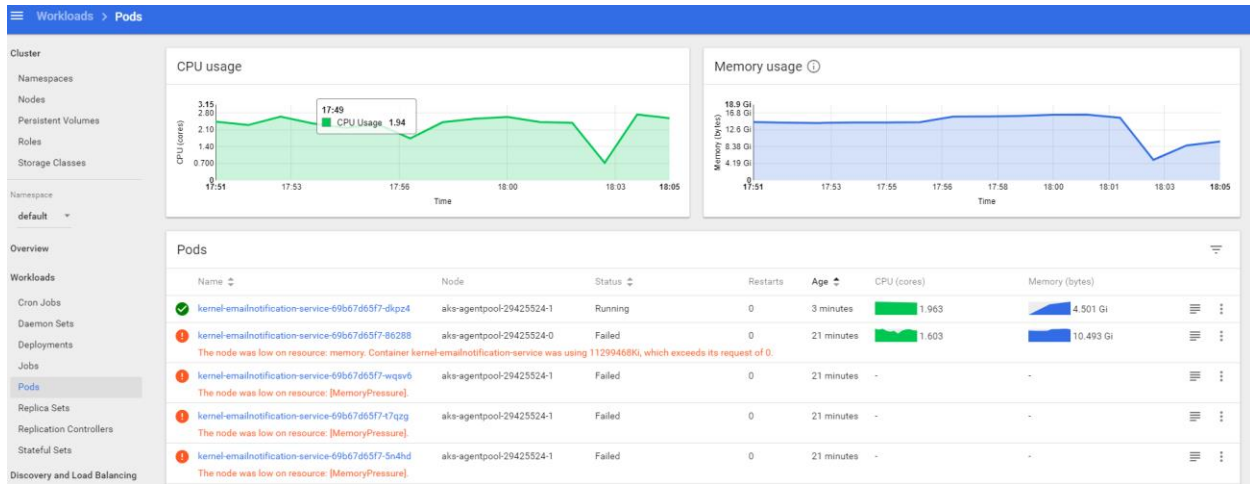 Workloads > Pods
Cluster
Namespaces
Nodes
Persistent Volumes
Roles
Storage Classes
Namespace
default
Overview
Workloads
Cron Jobs
Daemon Sets
Deployments
Jobs
Pods
Replica Sets
Replication Controllers
Stateful Sets
Discovery and Load Balancing
CPU usage
CPU (cores)
3.15
2.80
2.10
1.40
0.700
0
17:49
CPU Usage 1.94
17:51 17:53 17:56 18:00 18:03 18:05
Time
Memory usage
Memory (bytes)
18.9 Gi
16.8 Gi
12.6 Gi
8.38 Gi
4.19 Gi
0
17:51 17:53 17:55 17:56 17:58 18:00 18:01 18:03 18:05
Time
Pods
Name Node Status Restarts Age CPU (cores) Memory (bytes)
kernel-emailnotification-service-69b67d65f7-dkpz4 aks-agentpool-29425524-1 Running 0 3 minutes 1.963 4.501 Gi
kernel-emailnotification-service-69b67d65f7-86288 aks-agentpool-29425524-0 Failed 0 21 minutes 1.603 10.493 Gi
The node was low on resource: memory. Container kernel-emailnotification-service was using 11299468Ki, which exceeds its request of 0.
kernel-emailnotification-service-69b67d65f7-wqsv6 aks-agentpool-29425524-1 Failed 0 21 minutes - -
The node was low on resource: [MemoryPressure].
kernel-emailnotification-service-69b67d65f7-t7qzg aks-agentpool-29425524-1 Failed 0 21 minutes - -
The node was low on resource: [MemoryPressure].
kernel-emailnotification-service-69b67d65f7-5n4hd aks-agentpool-29425524-1 Failed 0 21 minutes - -
The node was low on resource: [MemoryPressure].